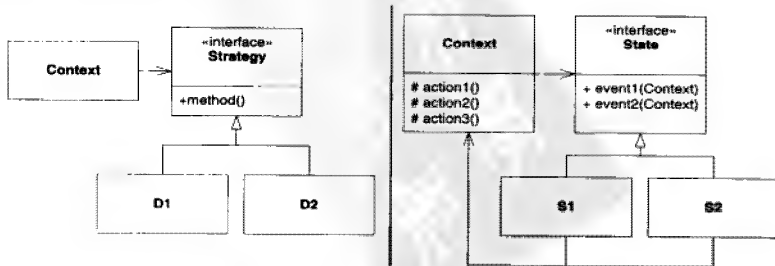 Context
«interface»
Strategy
+method()
D1
D2
Context
# action1()
# action2()
# action3()
«interface»
State
+ event1(Context)
+ event2(Context)
S1
S2